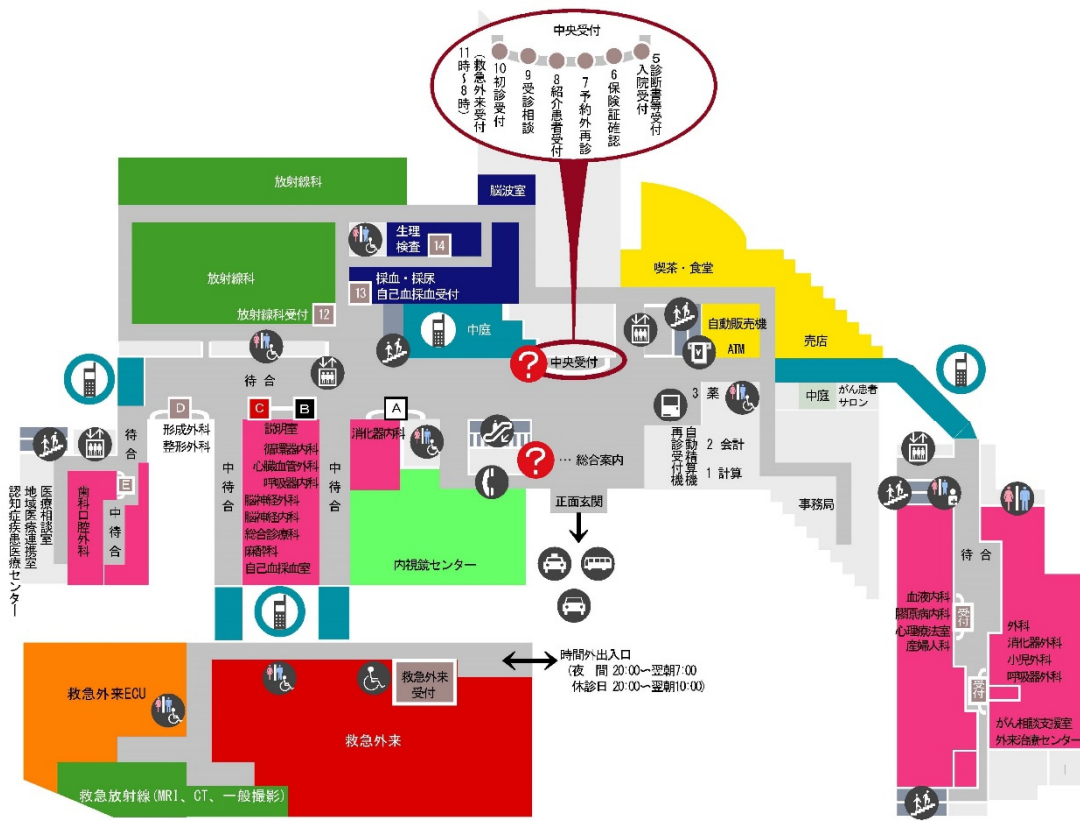 中央受付
5診断書等受付
入院受付
6 保険証確認
7 予約外再診
8 紹介患者受付
9 受診相談
10 初診受付
(救急外来受付
11時~8時)
放射線科
脳波室
生理
検査 14
放射線科
採血・採尿
13 自己血採血受付
喫茶・食堂
放射線科受付 12
中庭
自動販売機
ATM
売店
? 中央受付
待合
3 薬
中庭
がん患者
サロン
D
C
B
A
形成外科
整形外科
説明室
消化器内科
循環器内科
心臓血管外科
呼吸器内科
脳神経外科
脳神経内科
総合診療科
麻酔科
自己血採血室
待合
中待合
中待合
? … 総合案内
自動精算機
再診受付機
2 会計
1 計算
E
中待合
歯科口腔外科
医療相談室
地域医療連携室
認知症疾患医療センター
正面玄関
事務局
内視鏡センター
待合
血液内科
膠原病内科
心理療法室
産婦人科
受付
外科
消化器外科
小児外科
呼吸器外科
受付
がん相談支援室
外来治療センター
時間外出入口
(夜 間 20:00〜翌朝7:00
休診日 20:00〜翌朝10:00)
救急外来ECU
救急外来
受付
救急外来
救急放射線(MRI、CT、一般撮影)